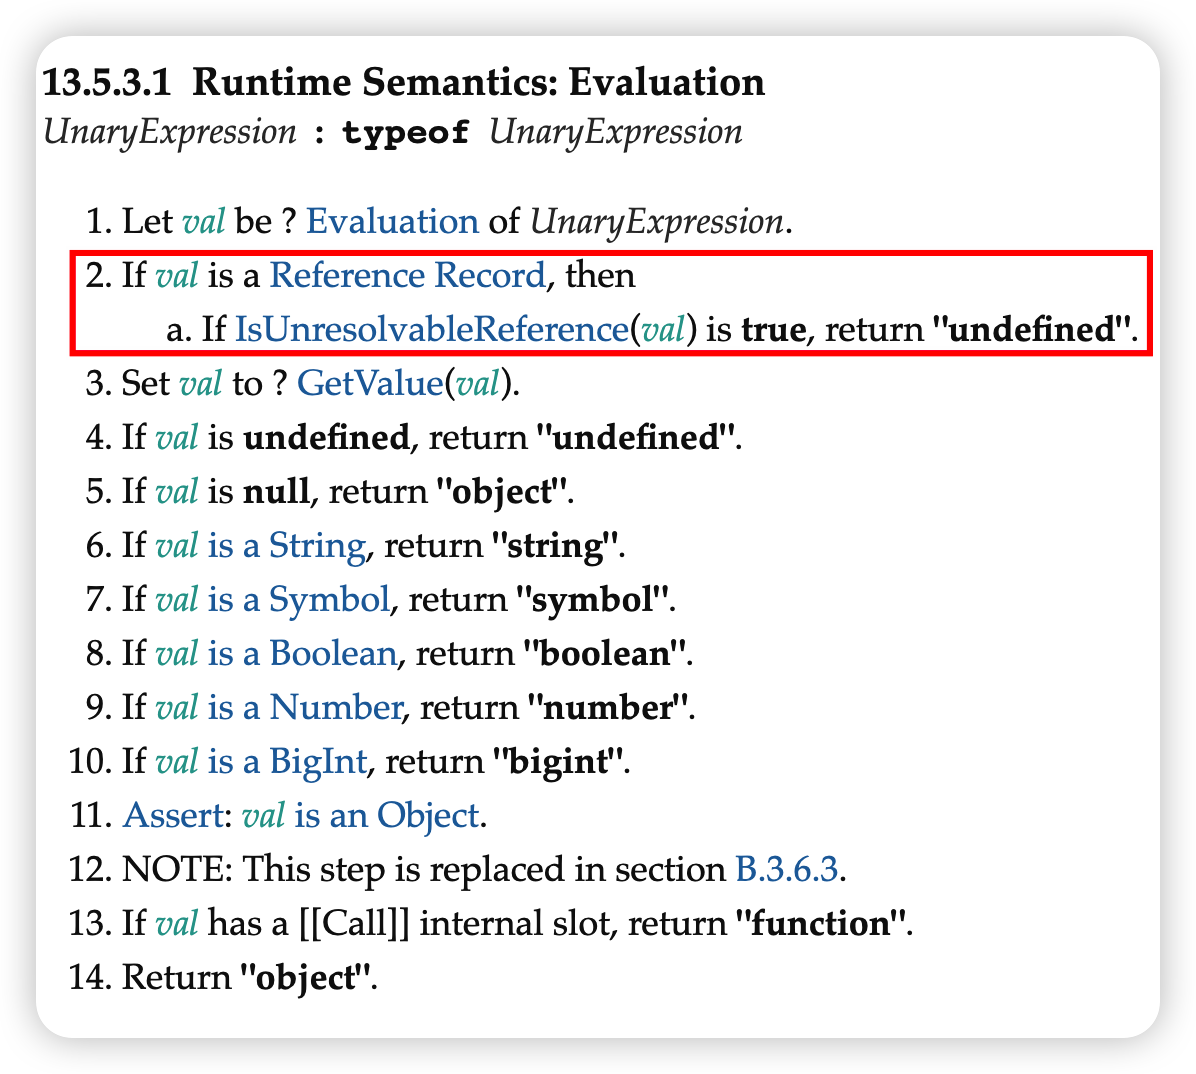 13.5.3.1 Runtime Semantics: Evaluation
UnaryExpression : typeof UnaryExpression
1. Let val be ? Evaluation of UnaryExpression.
2. If val is a Reference Record, then
a. If IsUnresolvableReference(val) is true, return "undefined".
3. Set val to ? GetValue(val).
4. If val is undefined, return "undefined".
5. If val is null, return "object".
6. If val is a String, return "string".
7. If val is a Symbol, return "symbol".
8. If val is a Boolean, return "boolean".
9. If val is a Number, return "number".
10. If val is a BigInt, return "bigint".
11. Assert: val is an Object.
12. NOTE: This step is replaced in section B.3.6.3.
13. If val has a [[Call]] internal slot, return "function".
14. Return "object".